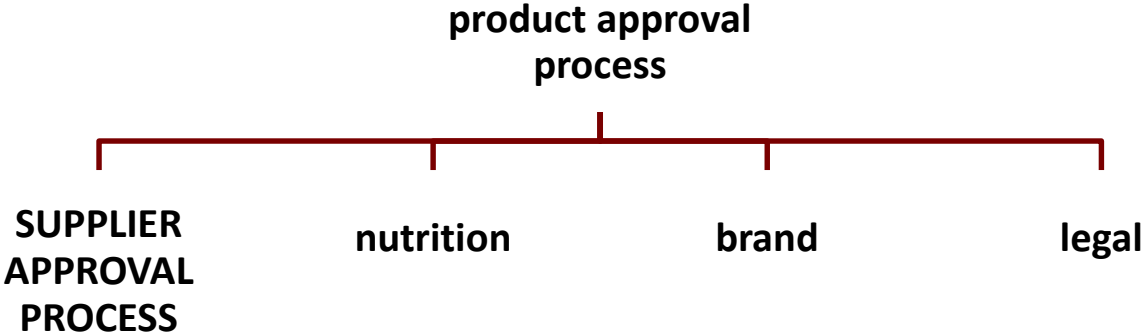 product approval
process
SUPPLIER
APPROVAL
PROCESS
nutrition
brand
legal